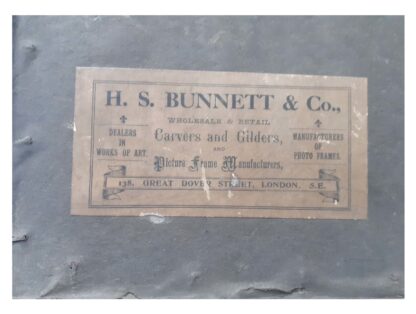 H. S. BUNNETT & Co.,
WHOLESALE & RETAIL
DEALERS
IN
WORKS OF ART.
Carvers and Gilders,
AND
Picture Frame Manufacturers,
MANUFACTURERS
OF
PHOTO FRAMES.
138, GREAT DOVER STREET, LONDON, S.E.